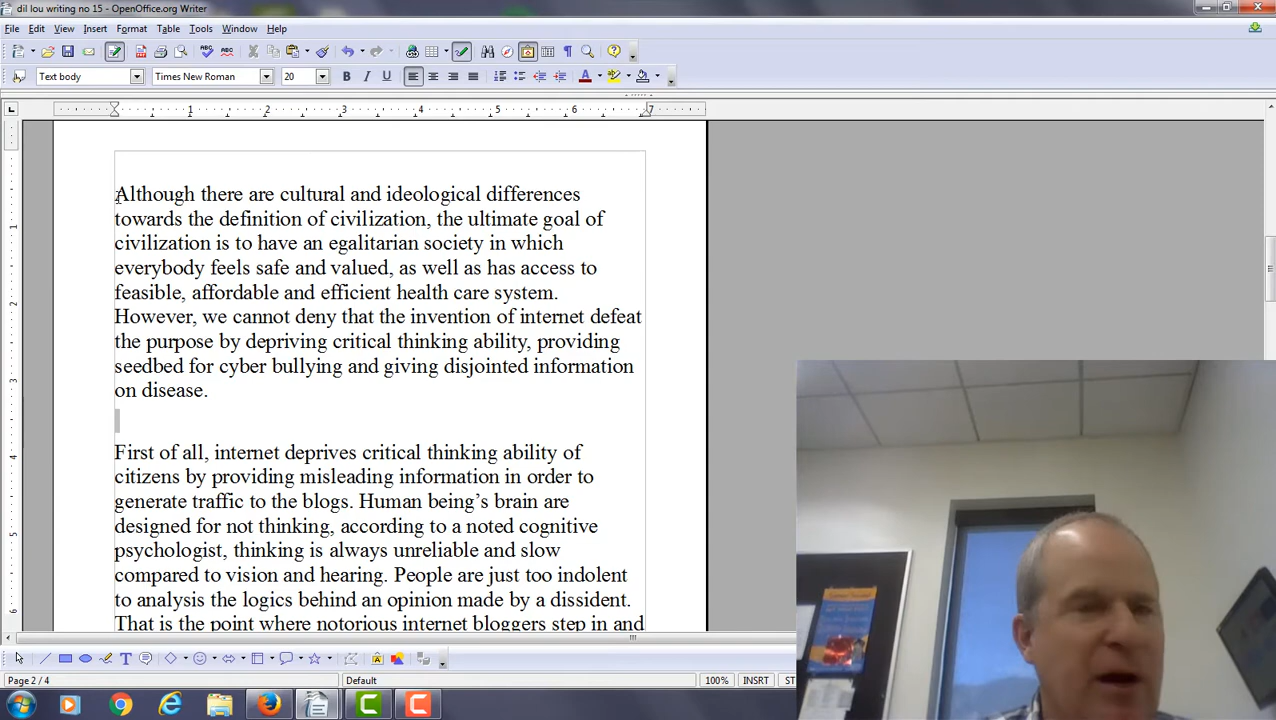 dil lou writing no 15 - OpenOffice.org Writer
File Edit View Insert Format Table Tools Window Help
Text body Times New Roman 20
1 2 3 4 5 6 7
Although there are cultural and ideological differences
towards the definition of civilization, the ultimate goal of
civilization is to have an egalitarian society in which
everybody feels safe and valued, as well as has access to
feasible, affordable and efficient health care system.
However, we cannot deny that the invention of internet defeat
the purpose by depriving critical thinking ability, providing
seedbed for cyber bullying and giving disjointed information
on disease.
First of all, internet deprives critical thinking ability of
citizens by providing misleading information in order to
generate traffic to the blogs. Human being’s brain are
designed for not thinking, according to a noted cognitive
psychologist, thinking is always unreliable and slow
compared to vision and hearing. People are just too indolent
to analysis the logics behind an opinion made by a dissident.
That is the point where notorious internet bloggers step in and
Page 2 / 4 Default 100% INSRT ST